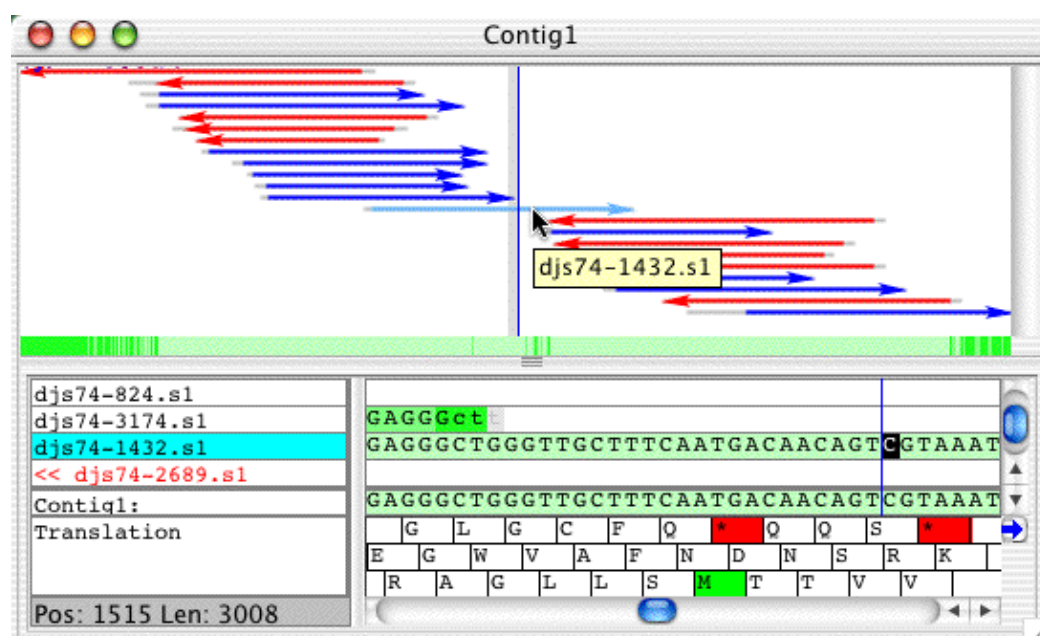 Contig1
djs74-1432.s1
djs74-824.s1
djs74-3174.s1 GAGGGctt
djs74-1432.s1 GAGGGCTGGGTTGCTTTCAATGACAACAGTCGTAAAT
<< djs74-2689.s1
Contig1: GAGGGCTGGGTTGCTTTCAATGACAACAGTCGTAAAT
Translation G L G C F Q * Q Q S *
E G W V A F N D N S R K
R A G L L S M T T V V
Pos: 1515 Len: 3008